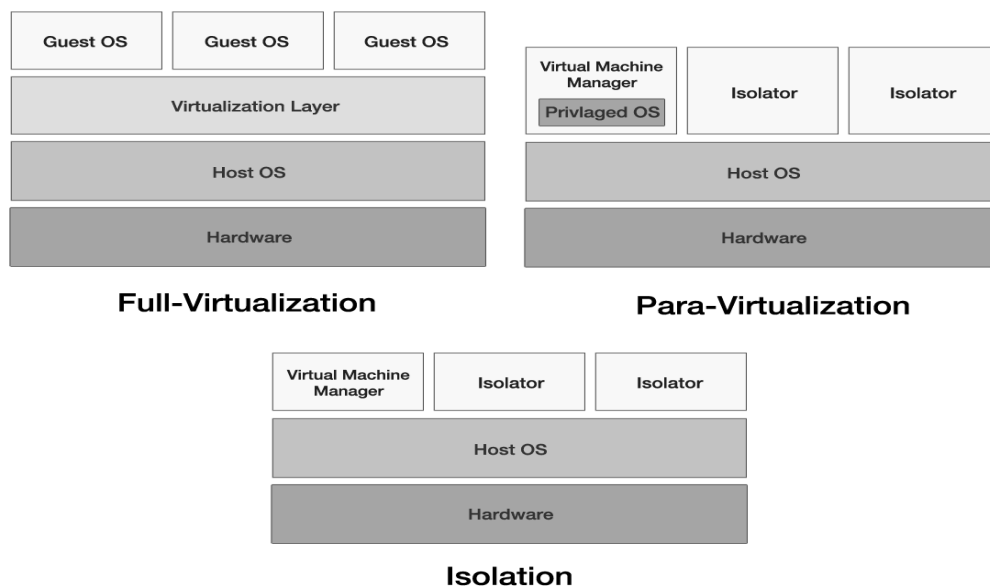 Guest OS
Guest OS
Guest OS
Virtualization Layer
Host OS
Hardware
Full-Virtualization
Virtual Machine
Manager
Privlaged OS
Isolator
Isolator
Host OS
Hardware
Para-Virtualization
Virtual Machine
Manager
Isolator
Isolator
Host OS
Hardware
Isolation